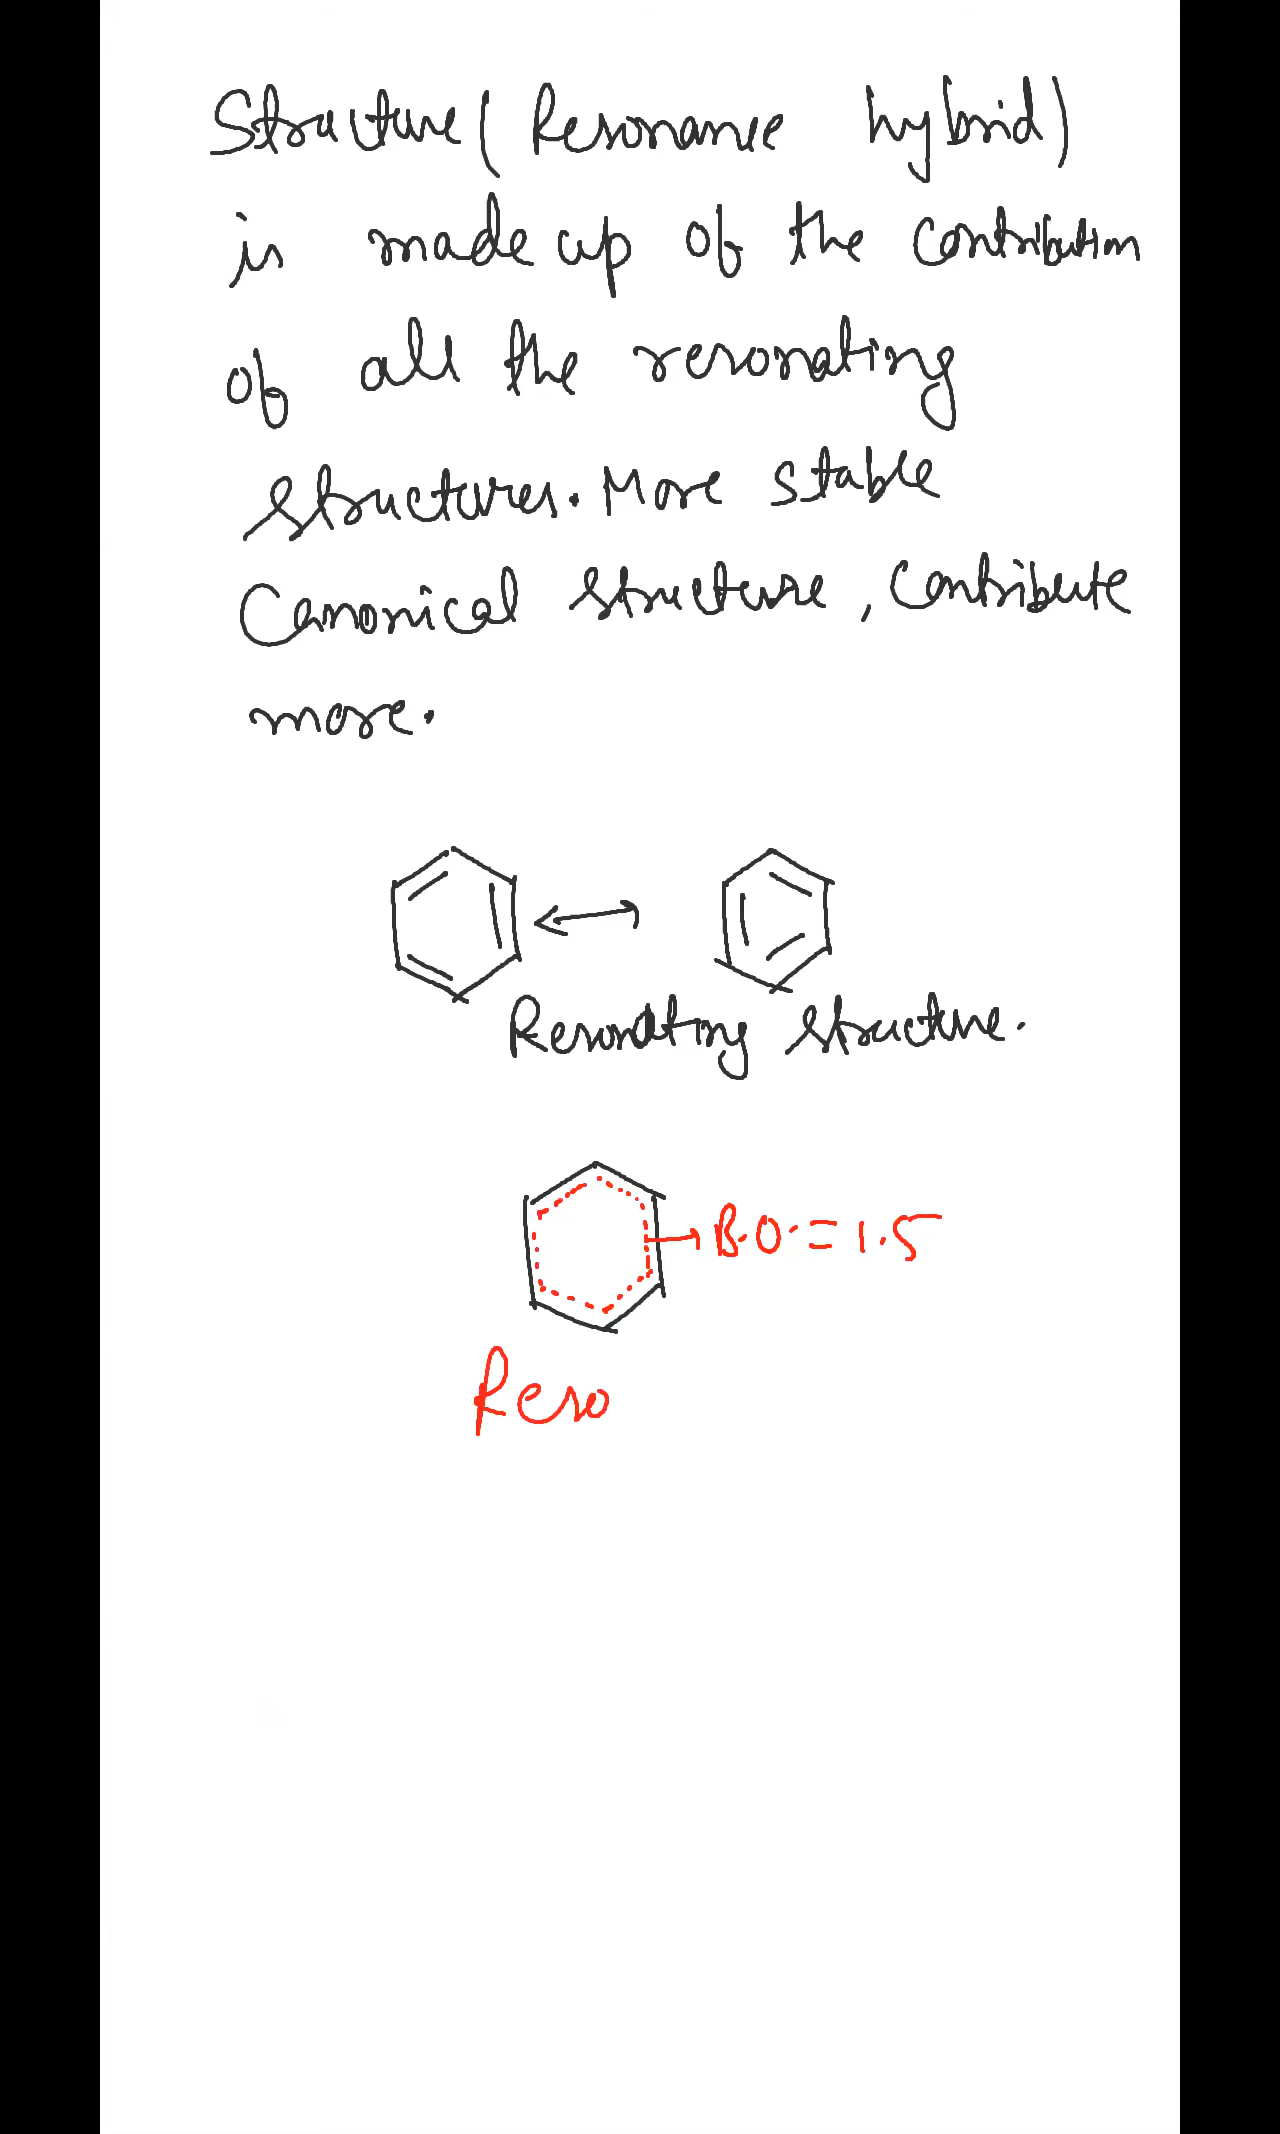 Structure (Resonance hybrid)
is made up of the contribution
of all the resonating
structures. More stable
Canonical structure, contribute
more.
Resonating structure.
B.O. = 1.5
Reso